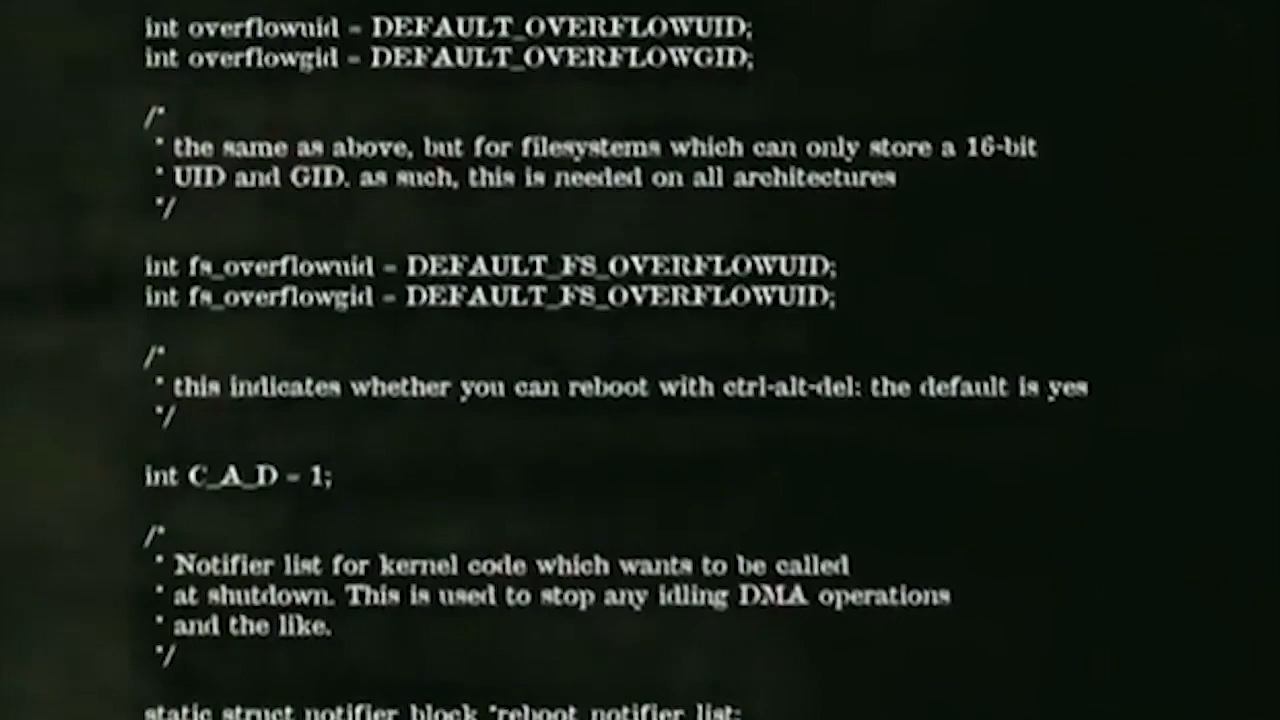 int overflowuid = DEFAULT_OVERFLOWUID;
int overflowgid = DEFAULT_OVERFLOWGID;
/*
* the same as above, but for filesystems which can only store a 16-bit
* UID and GID. as such, this is needed on all architectures
*/
int fs_overflowuid = DEFAULT_FS_OVERFLOWUID;
int fs_overflowgid = DEFAULT_FS_OVERFLOWUID;
/*
* this indicates whether you can reboot with ctrl-alt-del: the default is yes
*/
int C_A_D = 1;
/*
* Notifier list for kernel code which wants to be called
* at shutdown. This is used to stop any idling DMA operations
* and the like.
*/
static struct notifier_block *reboot_notifier_list;